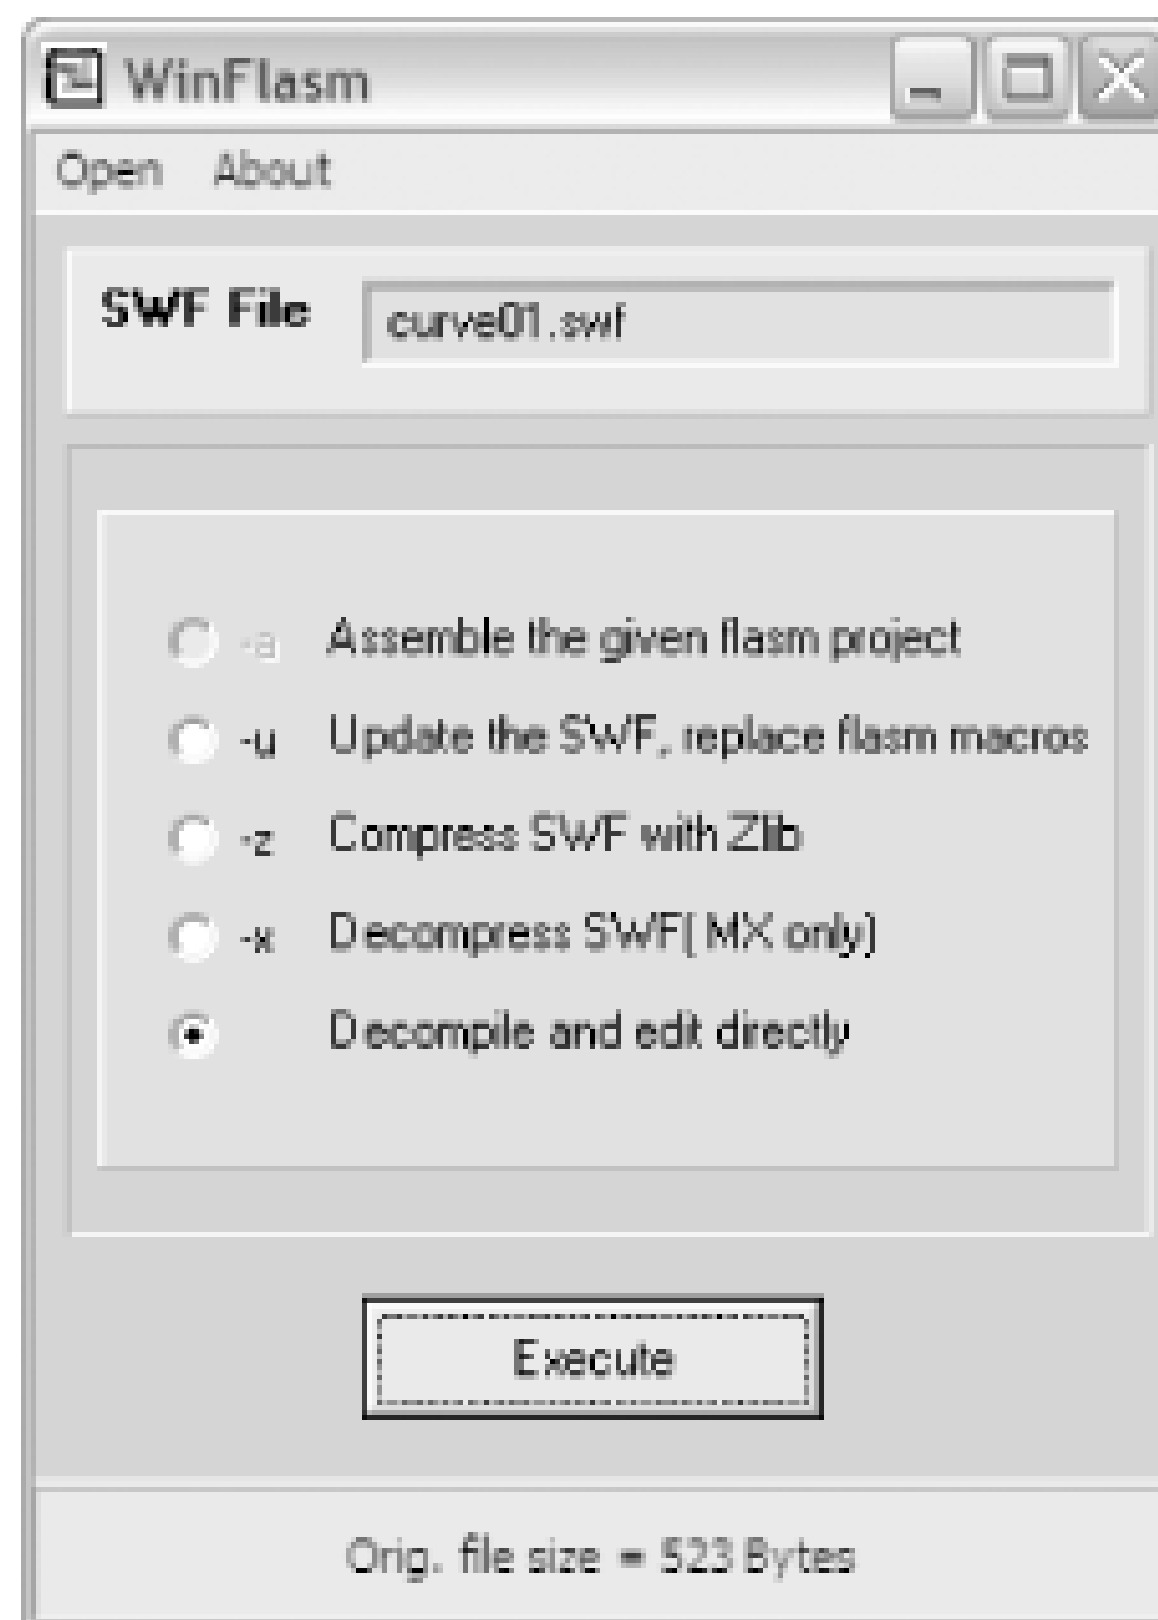 WinFlasm
Open About
SWF File curve01.swf
-a Assemble the given flasm project
-u Update the SWF, replace flasm macros
-z Compress SWF with Zlib
-x Decompress SWF( MX only)
Decompile and edit directly
Execute
Orig. file size = 523 Bytes